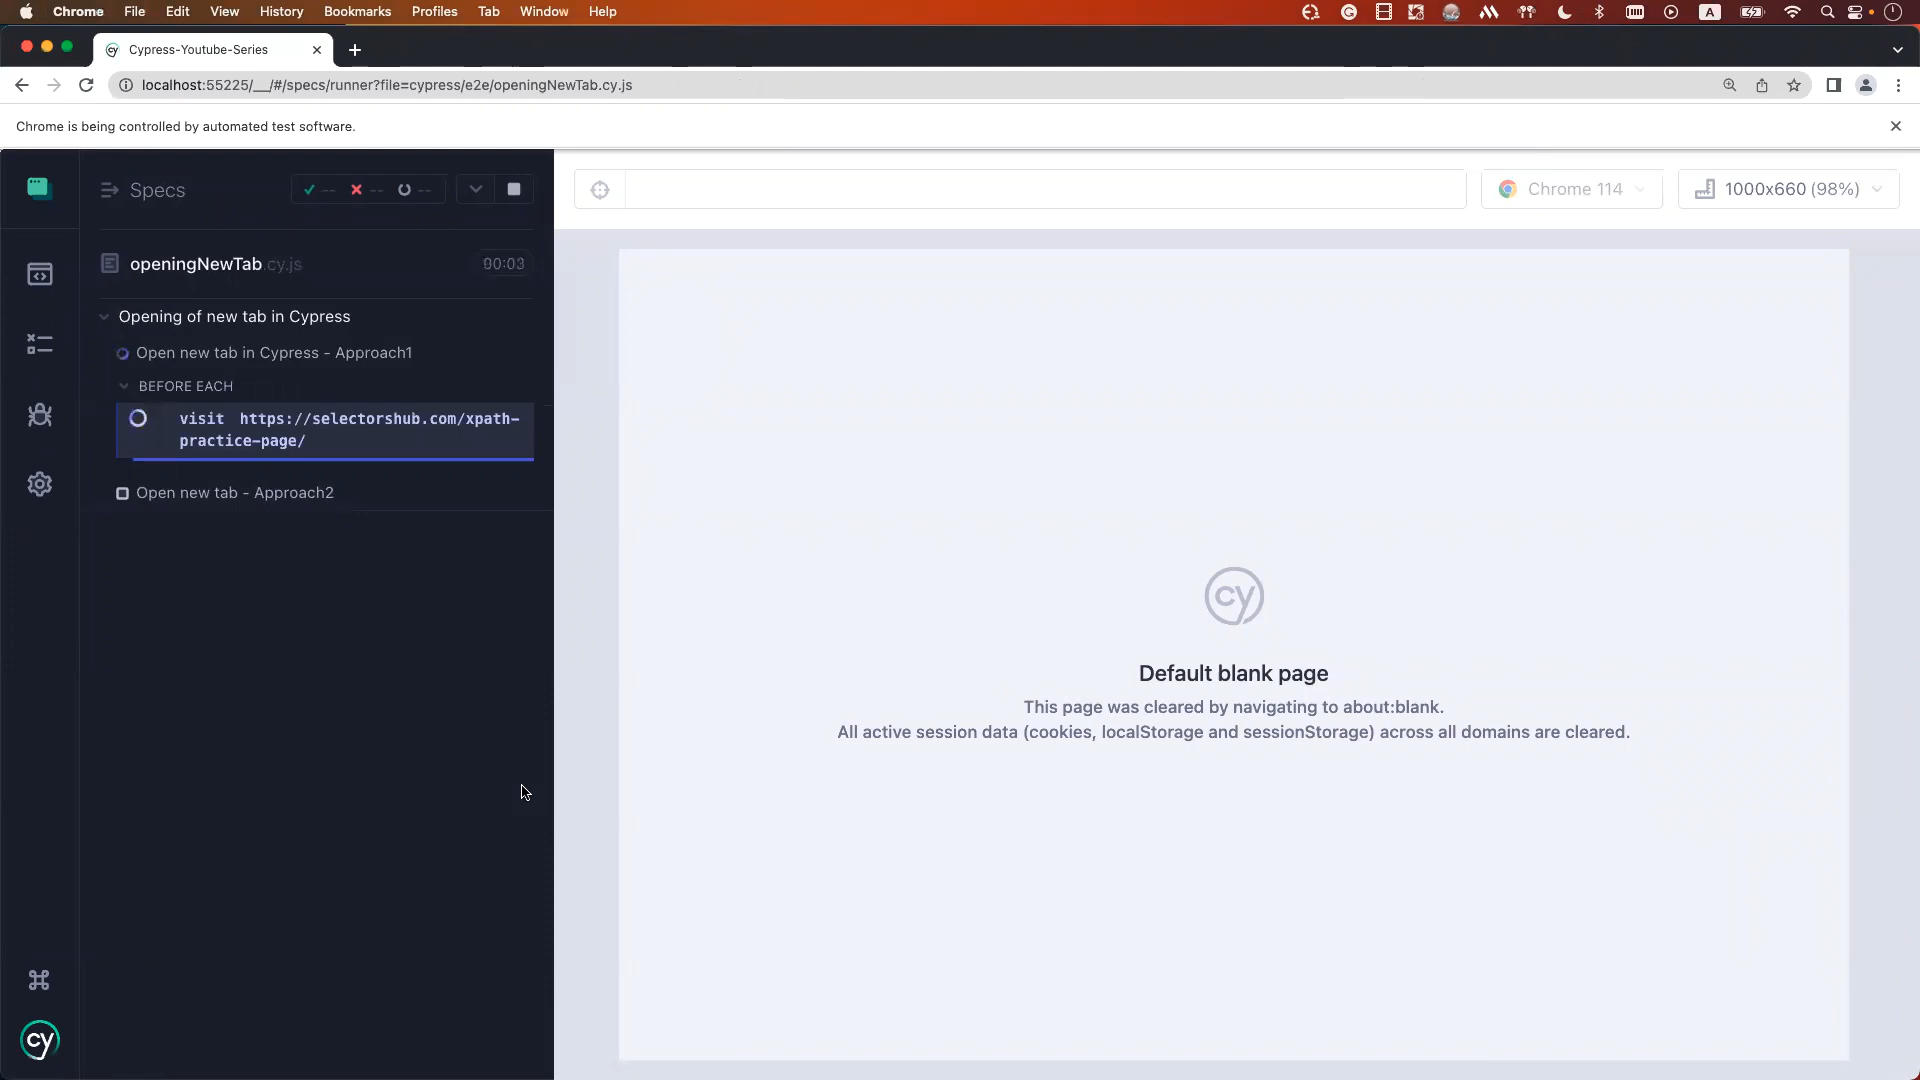 Chrome File Edit View History Bookmarks Profiles Tab Window Help A
cy Cypress-Youtube-Series
localhost:55225/__/#/specs/runner?file=cypress/e2e/openingNewTab.cy.js
Chrome is being controlled by automated test software.
Specs -- -- --
Chrome 114 1000x660 (98%)
openingNewTab.cy.js 00:03
Opening of new tab in Cypress
Open new tab in Cypress - Approach1
BEFORE EACH
visit https://selectorshub.com/xpath-
practice-page/
Open new tab - Approach2
cy
Default blank page
This page was cleared by navigating to about:blank.
All active session data (cookies, localStorage and sessionStorage) across all domains are cleared.
cy